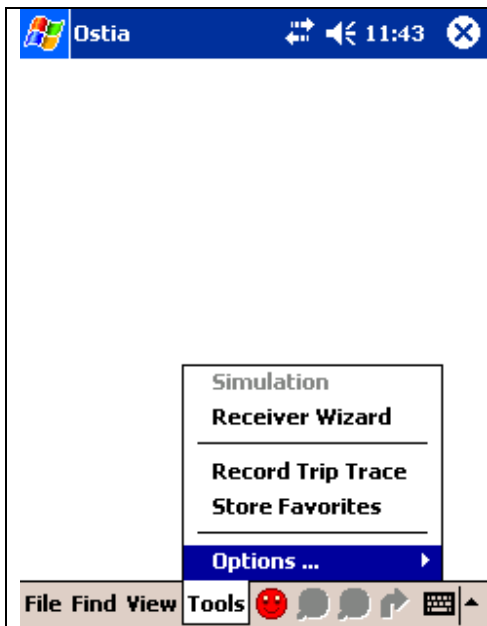 Ostia 11:43
Simulation
Receiver Wizard
Record Trip Trace
Store Favorites
Options ...
File Find View Tools